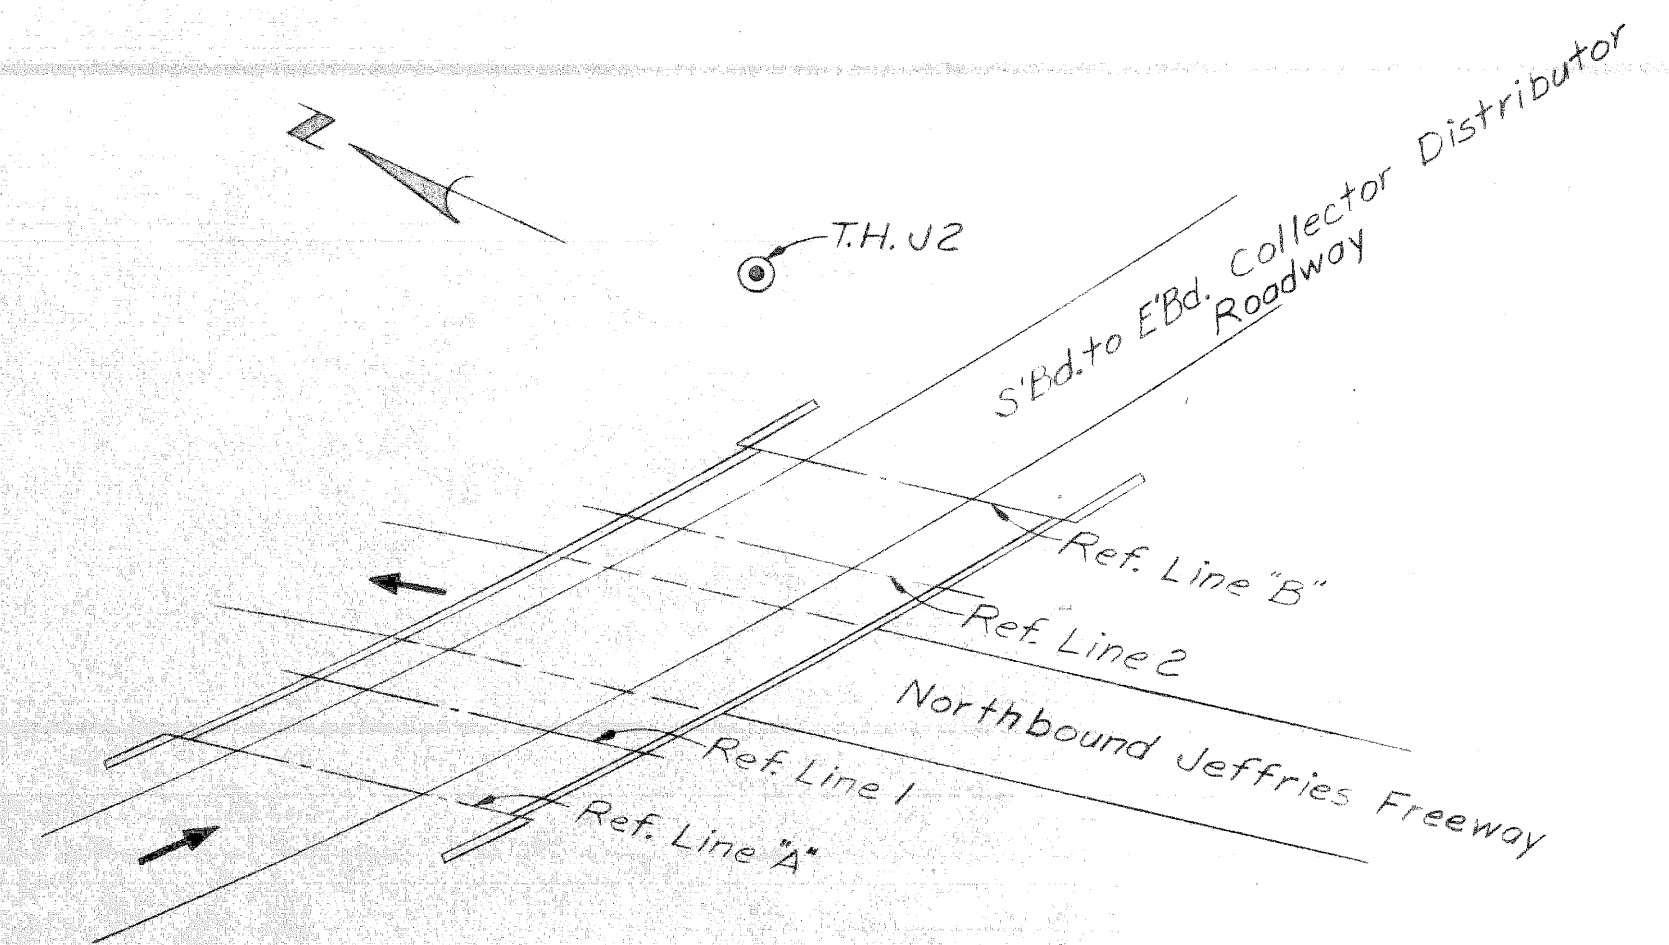 N
T.H. J2
S'Bd. to E'Bd. Collector Distributor
Roadway
Ref. Line "B"
Ref. Line 2
Northbound Jeffries Freeway
Ref. Line 1
Ref. Line "A"